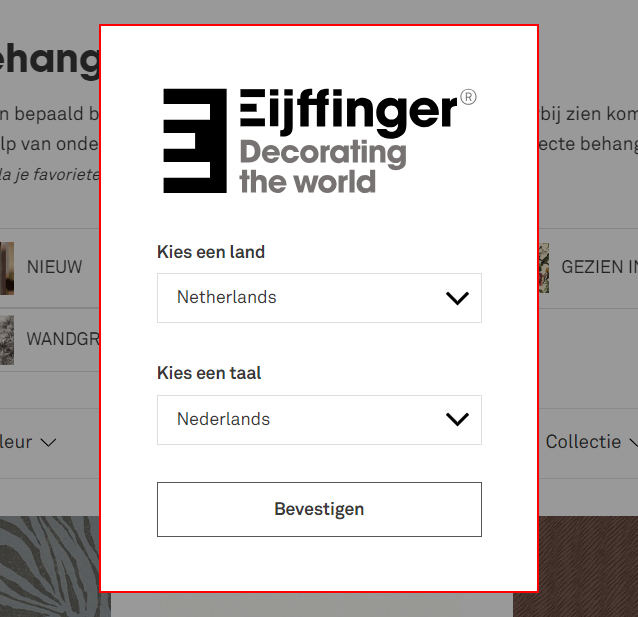 Eijffinger®
Decorating
the world
Kies een land
Netherlands
Kies een taal
Nederlands
Bevestigen
ehang
n bepaald b
bij zien kom
lp van onde
ecte behang
la je favoriete
NIEUW
GEZIEN IN
WANDGR
leur
Collectie